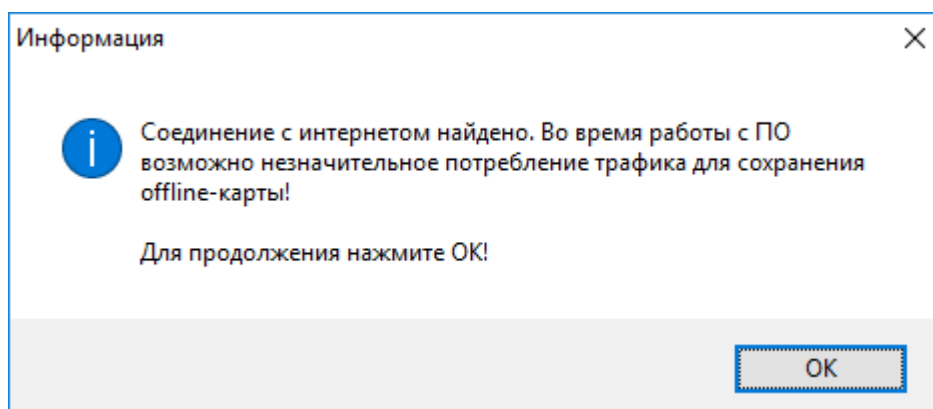 Информация
Соединение с интернетом найдено. Во время работы с ПО
возможно незначительное потребление трафика для сохранения
offline-карты!
Для продолжения нажмите ОК!
ОК